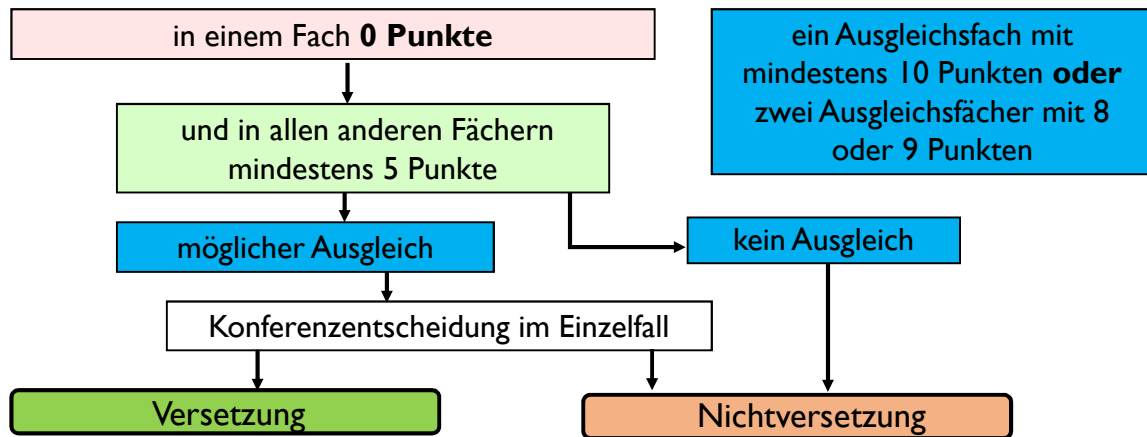 in einem Fach 0 Punkte
ein Ausgleichsfach mit
mindestens 10 Punkten oder
zwei Ausgleichsfächer mit 8
oder 9 Punkten
und in allen anderen Fächern
mindestens 5 Punkte
möglicher Ausgleich
kein Ausgleich
Konferenzentscheidung im Einzelfall
Versetzung
Nichtversetzung